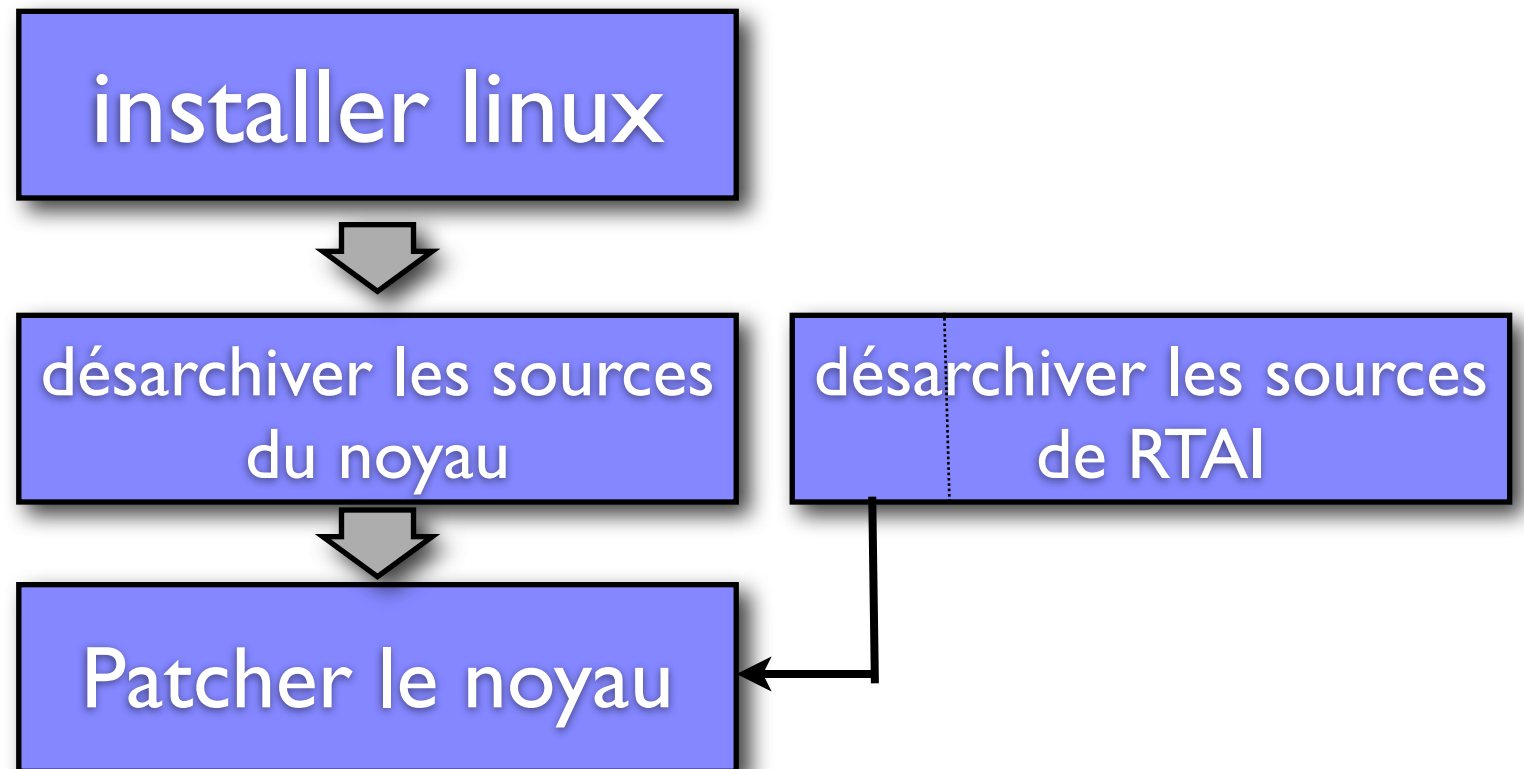 installer linux
désarchiver les sources
du noyau
désarchiver les sources
de RTAI
Patcher le noyau